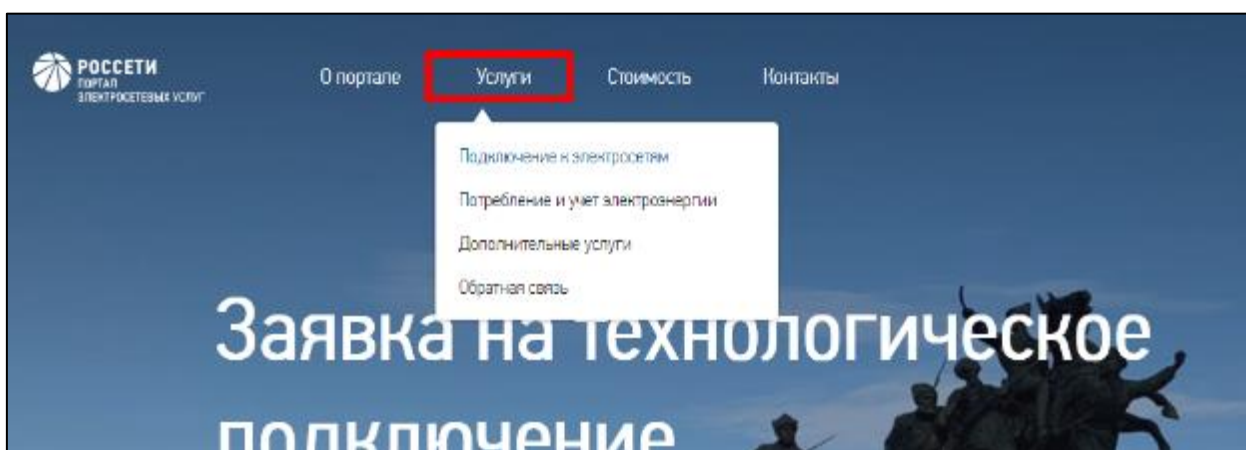 РОССЕТИ
ПОРТАЛ
ЭЛЕКТРОСЕТЕВЫХ УСЛУГ
О портале Услуги Стоимость Контакты
Подключение к электросетям
Потребление и учет электроэнергии
Дополнительные услуги
Обратная связь
Заявка на технологическое
подключение